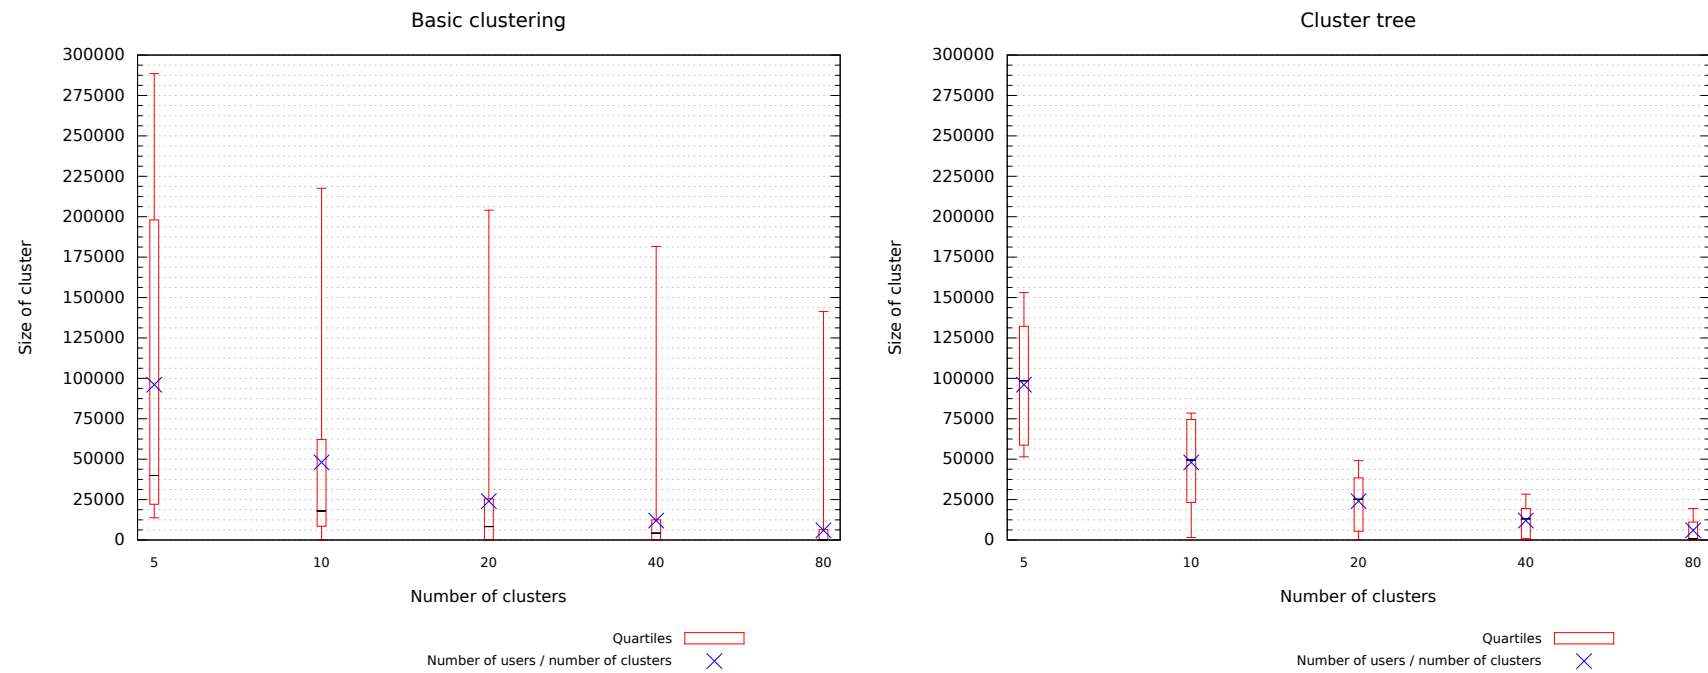 Basic clustering
300000
275000
250000
225000
200000
175000
150000
125000
100000
75000
50000
25000
0
Size of cluster
5 10 20 40 80
Number of clusters
Quartiles
Number of users / number of clusters
Cluster tree
300000
275000
250000
225000
200000
175000
150000
125000
100000
75000
50000
25000
0
Size of cluster
5 10 20 40 80
Number of clusters
Quartiles
Number of users / number of clusters